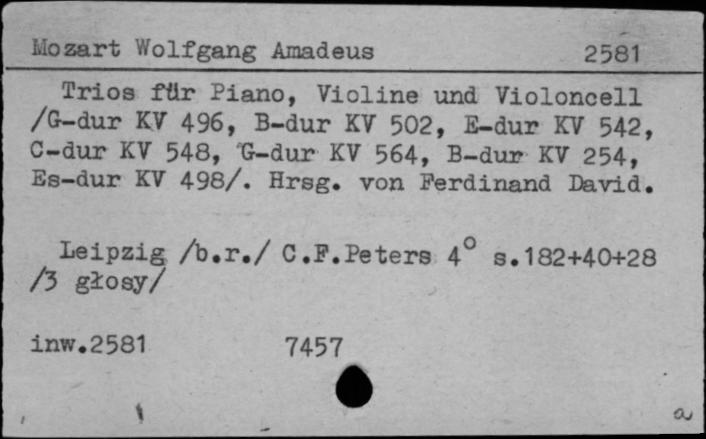 Mozart Wolfgang Amadeus 2581
Trios für Piano, Violine und Violoncell
/G-dur KV 496, B-dur KV 502, E-dur KV 542,
C-dur KV 548, G-dur KV 564, B-dur KV 254,
Es-dur KV 498/. Hrsg. von Ferdinand David.
Leipzig /b.r./ C.F.Peters 4° s.182+40+28
/3 głosy/
inw.2581 7457
a